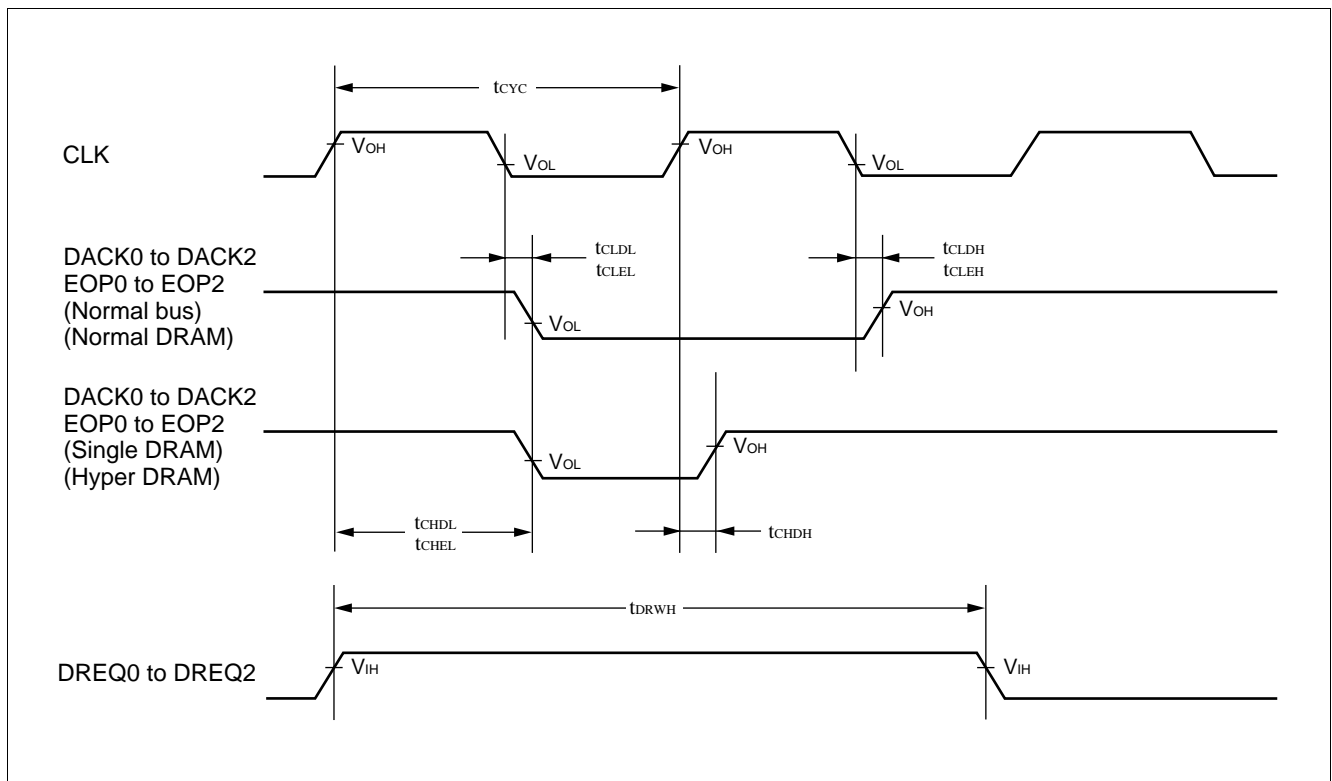 tCYC
CLK
VOH
VOL
VOH
VOL
DACK0 to DACK2
EOP0 to EOP2
(Normal bus)
(Normal DRAM)
tCLDL
tCLEL
tCLDH
tCLEH
VOL
VOH
DACK0 to DACK2
EOP0 to EOP2
(Single DRAM)
(Hyper DRAM)
VOL
VOH
tCHDL
tCHEL
tCHDH
tDRWH
DREQ0 to DREQ2
VIH
VIH